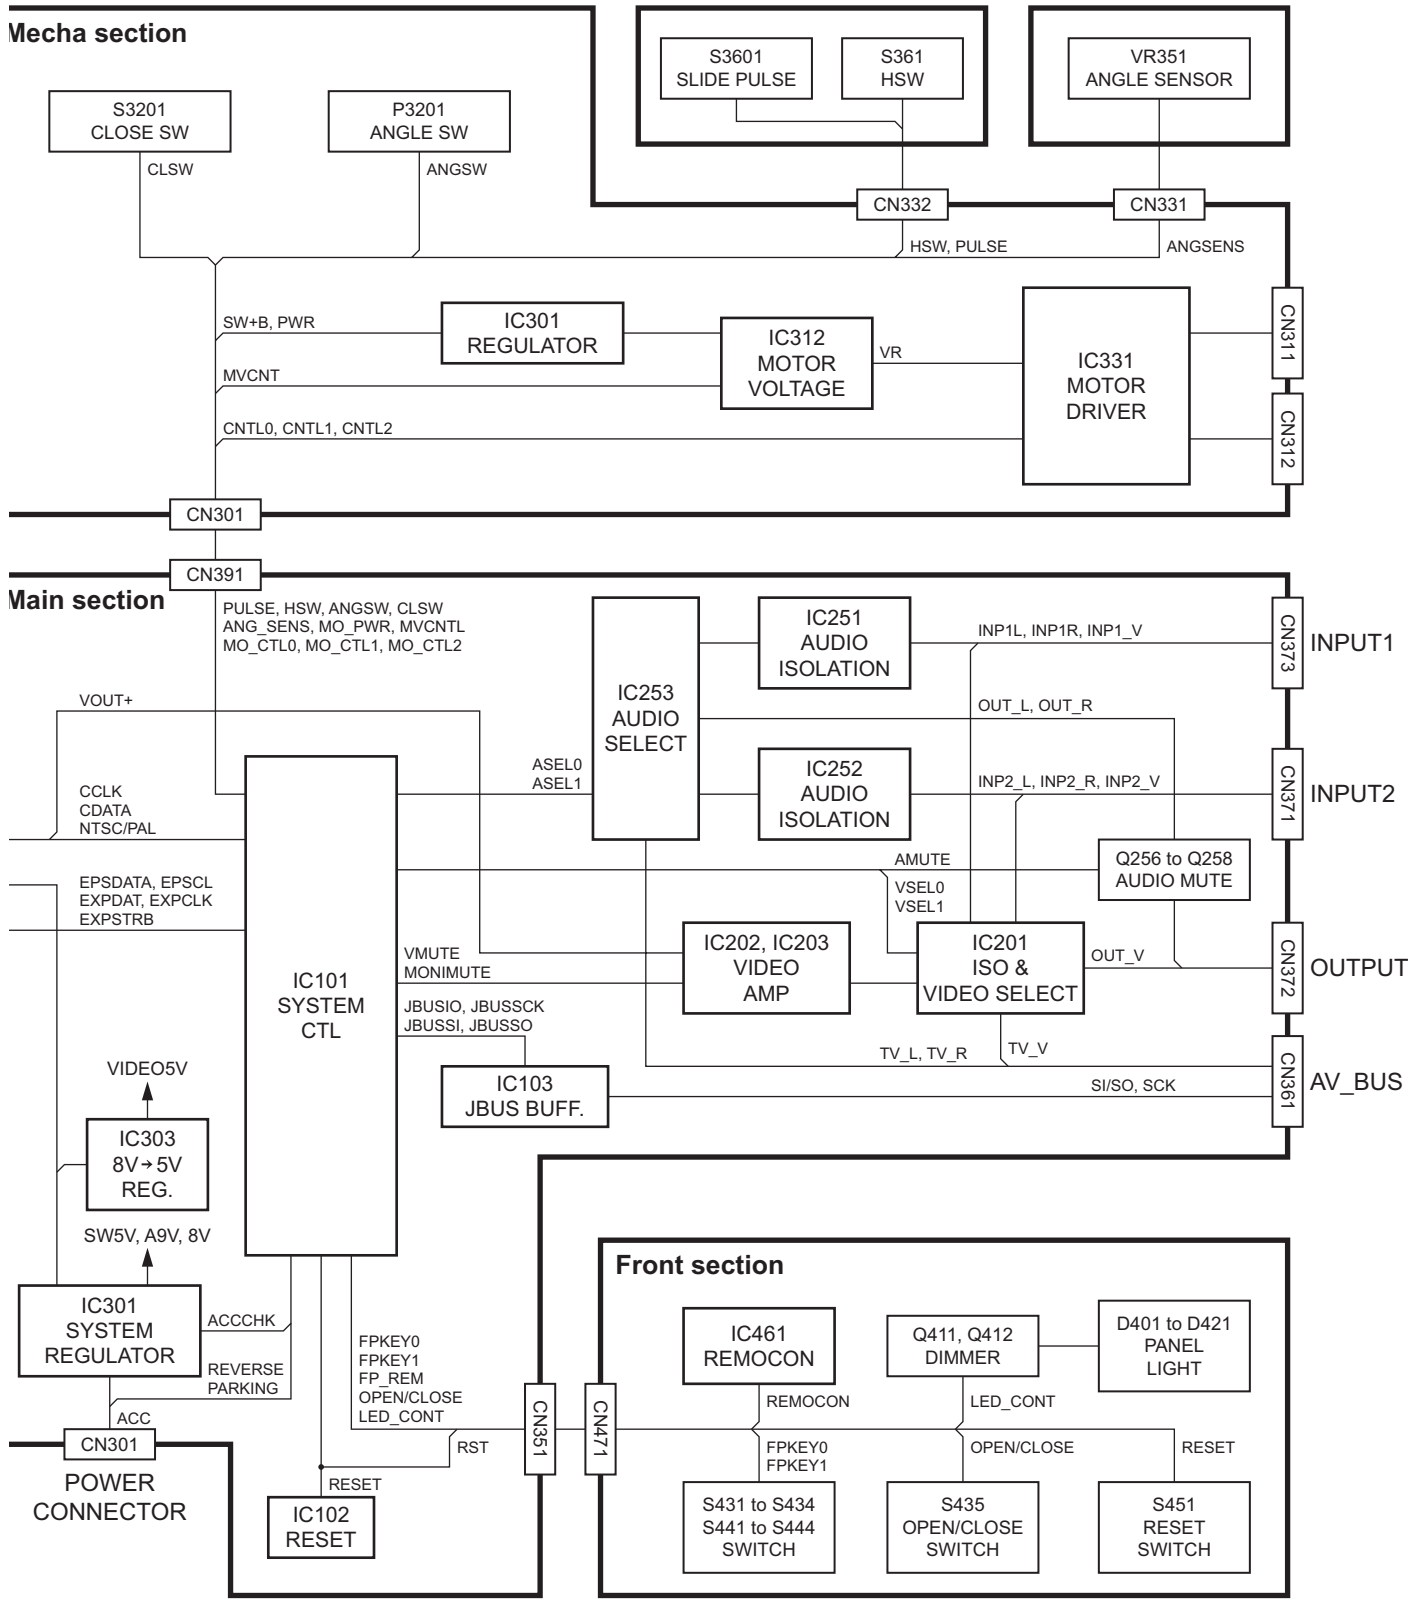 Mecha section
S3601
SLIDE PULSE
S361
HSW
VR351
ANGLE SENSOR
S3201
CLOSE SW
P3201
ANGLE SW
CLSW
ANGSW
CN332
CN331
HSW, PULSE
ANGSENS
SW+B, PWR
IC301
REGULATOR
IC312
MOTOR
VOLTAGE
VR
IC331
MOTOR
DRIVER
CN311
MVCNT
CNTL0, CNTL1, CNTL2
CN312
CN301
CN391
Main section
PULSE, HSW, ANGSW, CLSW
ANG_SENS, MO_PWR, MVCNTL
MO_CTL0, MO_CTL1, MO_CTL2
IC251
AUDIO
ISOLATION
INP1L, INP1R, INP1_V
CN373
INPUT1
VOUT+
IC253
AUDIO
SELECT
OUT_L, OUT_R
ASEL0
ASEL1
IC252
AUDIO
ISOLATION
INP2_L, INP2_R, INP2_V
CN371
INPUT2
CCLK
CDATA
NTSC/PAL
AMUTE
Q256 to Q258
AUDIO MUTE
EPSDATA, EPSCL
EXPDAT, EXPCLK
EXPSTRB
VSEL0
VSEL1
IC101
SYSTEM
CTL
VMUTE
MONIMUTE
IC202, IC203
VIDEO
AMP
IC201
ISO &
VIDEO SELECT
OUT_V
CN372
OUTPUT
JBUSIO, JBUSSCK
JBUSSI, JBUSSO
TV_L, TV_R
TV_V
IC103
JBUS BUFF.
SI/SO, SCK
CN361
AV_BUS
VIDEO5V
IC303
8V→5V
REG.
SW5V, A9V, 8V
IC301
SYSTEM
REGULATOR
ACCCHK
REVERSE
PARKING
ACC
CN301
POWER
CONNECTOR
FPKEY0
FPKEY1
FP_REM
OPEN/CLOSE
LED_CONT
RST
RESET
IC102
RESET
CN351
CN471
Front section
IC461
REMOCON
Q411, Q412
DIMMER
D401 to D421
PANEL
LIGHT
REMOCON
LED_CONT
FPKEY0
FPKEY1
OPEN/CLOSE
RESET
S431 to S434
S441 to S444
SWITCH
S435
OPEN/CLOSE
SWITCH
S451
RESET
SWITCH